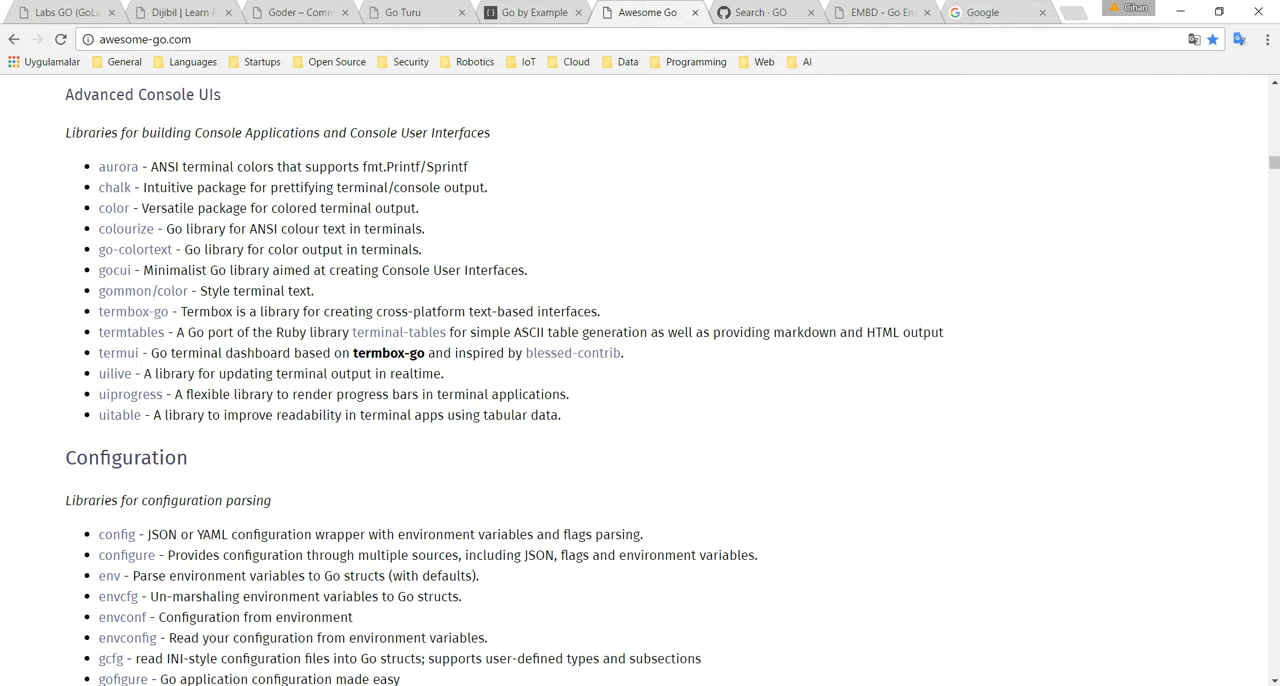 Labs GO (GoLa
Dijibil | Learn F
Goder – Comm
Go Turu
Go by Example
Awesome Go
Search · GO
EMBD - Go Em
Google
Cihan
awesome-go.com
Uygulamalar General Languages Startups Open Source Security Robotics IoT Cloud Data Programming Web AI
Advanced Console UIs
Libraries for building Console Applications and Console User Interfaces
aurora - ANSI terminal colors that supports fmt.Printf/Sprintf
chalk - Intuitive package for prettifying terminal/console output.
color - Versatile package for colored terminal output.
colourize - Go library for ANSI colour text in terminals.
go-colortext - Go library for color output in terminals.
gocui - Minimalist Go library aimed at creating Console User Interfaces.
gommon/color - Style terminal text.
termbox-go - Termbox is a library for creating cross-platform text-based interfaces.
termtables - A Go port of the Ruby library terminal-tables for simple ASCII table generation as well as providing markdown and HTML output
termui - Go terminal dashboard based on termbox-go and inspired by blessed-contrib.
uilive - A library for updating terminal output in realtime.
uiprogress - A flexible library to render progress bars in terminal applications.
uitable - A library to improve readability in terminal apps using tabular data.
Configuration
Libraries for configuration parsing
config - JSON or YAML configuration wrapper with environment variables and flags parsing.
configure - Provides configuration through multiple sources, including JSON, flags and environment variables.
env - Parse environment variables to Go structs (with defaults).
envcfg - Un-marshaling environment variables to Go structs.
envconf - Configuration from environment
envconfig - Read your configuration from environment variables.
gcfg - read INI-style configuration files into Go structs; supports user-defined types and subsections
gofigure - Go application configuration made easy